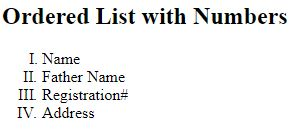 Ordered List with Numbers
I. Name
II. Father Name
III. Registration#
IV. Address